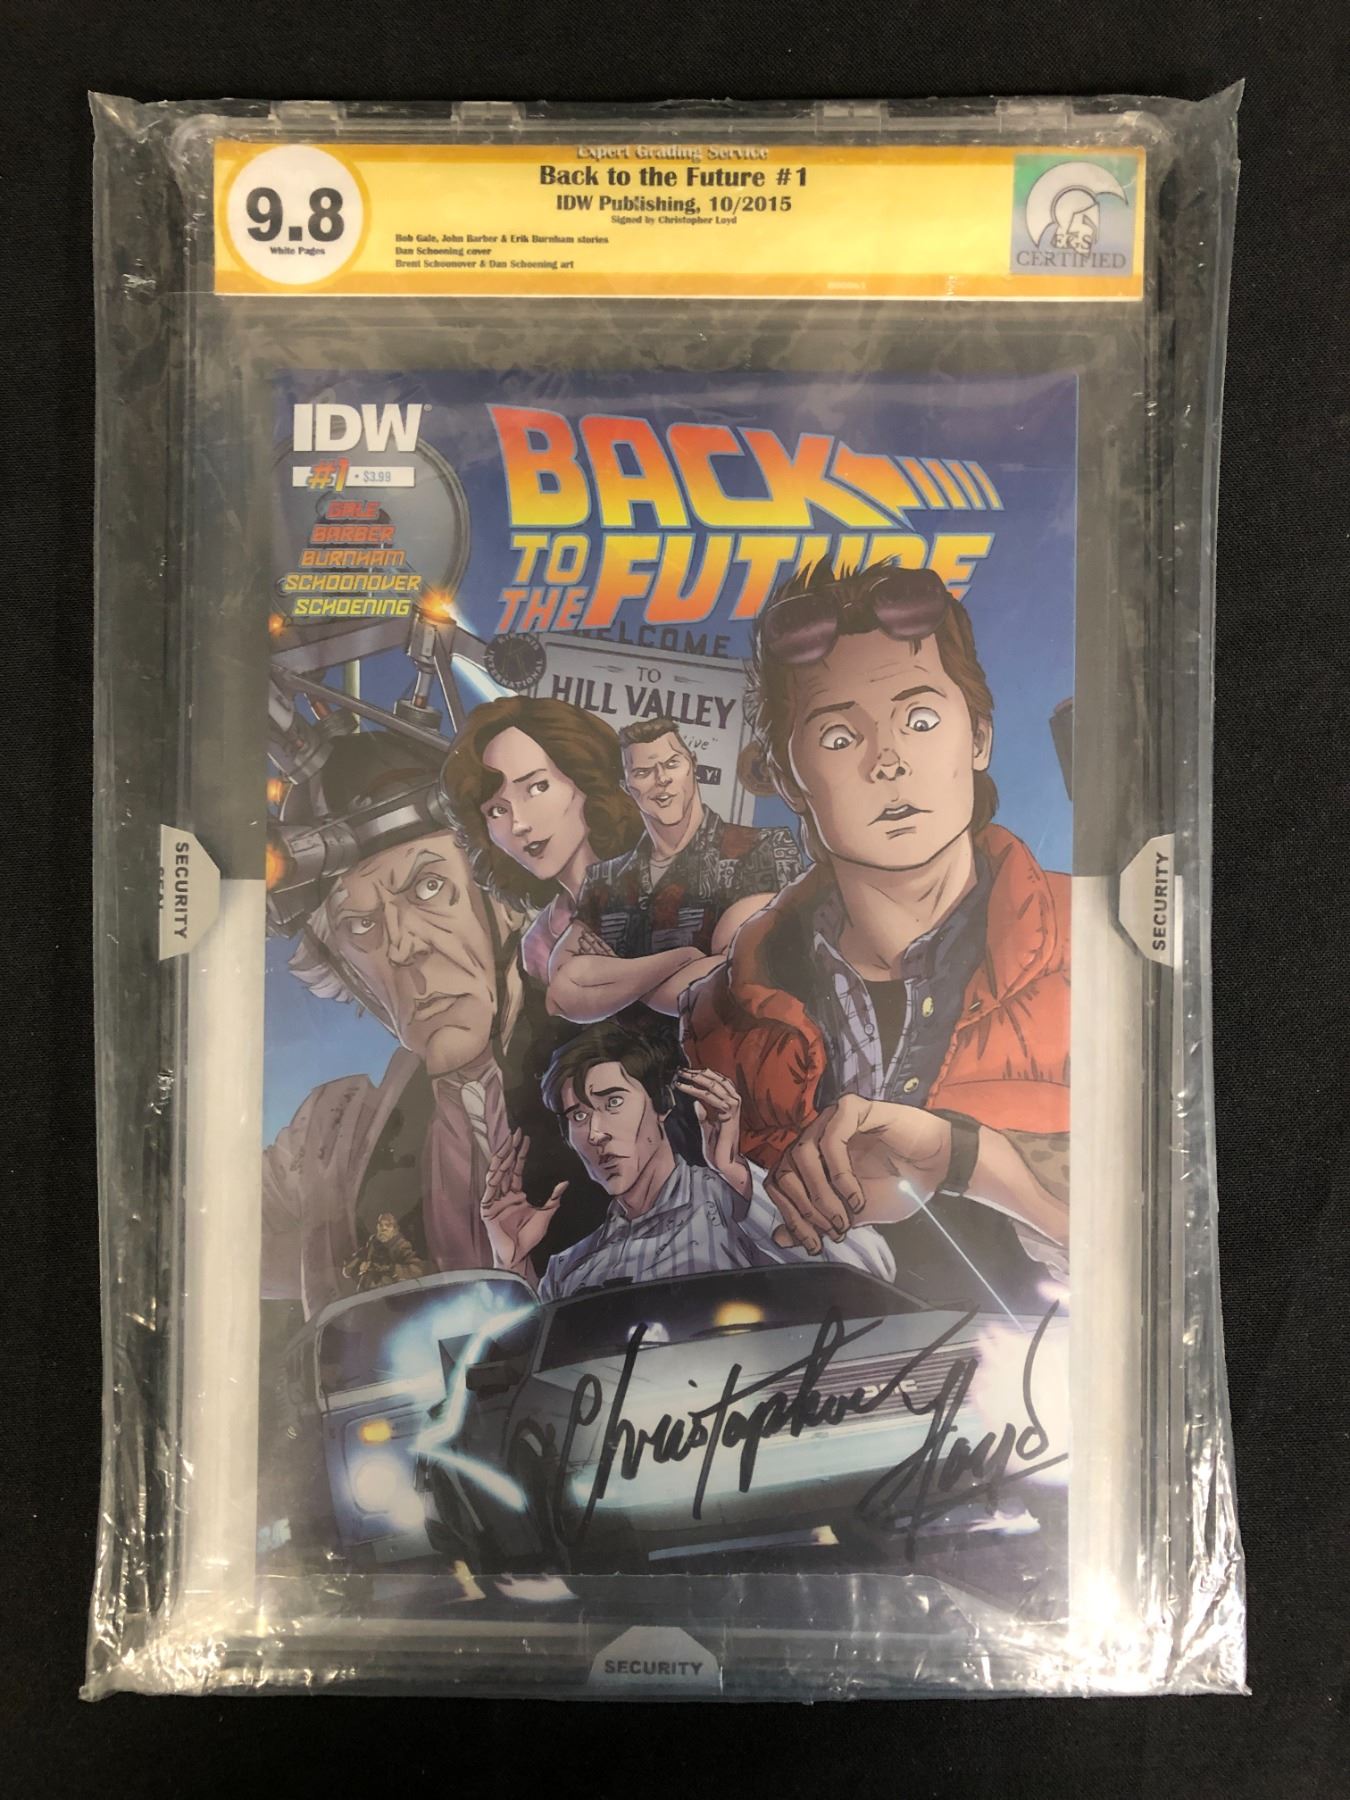 Expert Grading Service
Back to the Future #1
IDW Publishing, 10/2015
Signed by Christopher Loyd
9.8
White Pages
Bob Gale, John Barber & Erik Burnham stories
Dan Schoening cover
Brent Schoonover & Dan Schoening art
EGS
CERTIFIED
IDW
#1 • $3.99
GALE
BARBER
BURNHAM
SCHOONOVER
SCHOENING
BACK
TO THE FUTURE
WELCOME
TO
HILL VALLEY
SECURITY
SECURITY
Christopher Lloyd
SECURITY